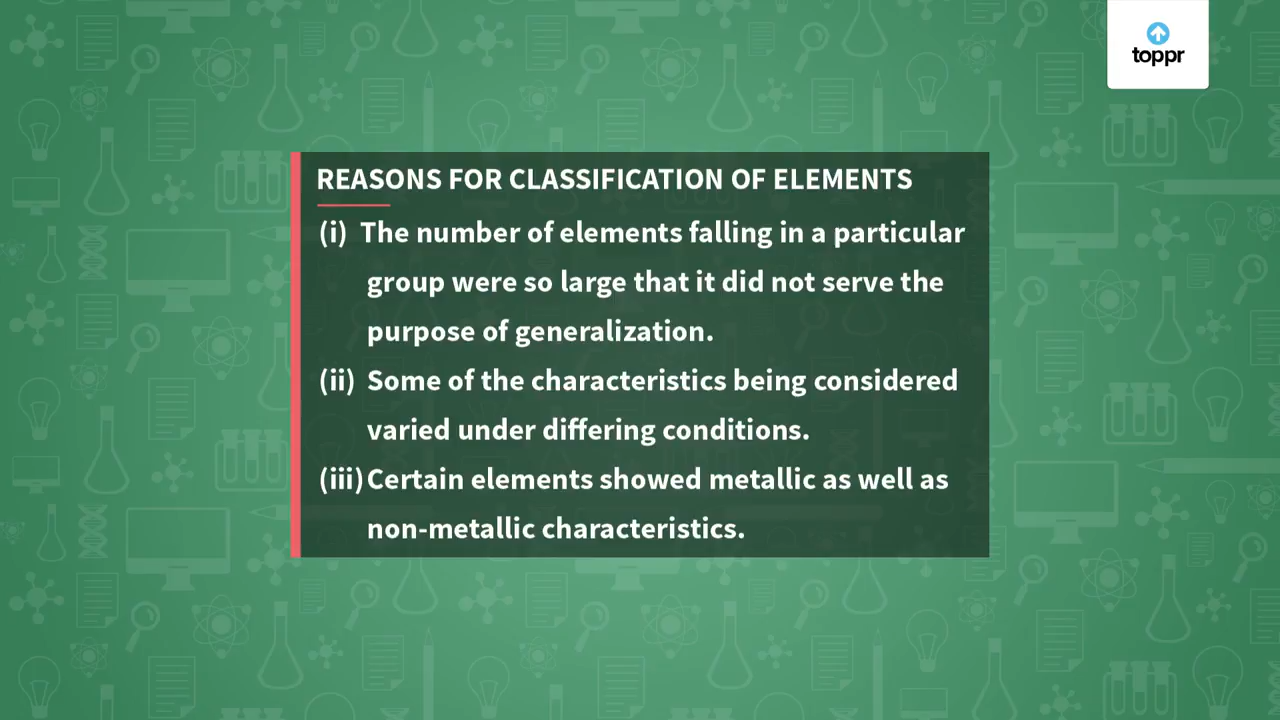 toppr
REASONS FOR CLASSIFICATION OF ELEMENTS
(i) The number of elements falling in a particular
group were so large that it did not serve the
purpose of generalization.
(ii) Some of the characteristics being considered
varied under differing conditions.
(iii) Certain elements showed metallic as well as
non-metallic characteristics.